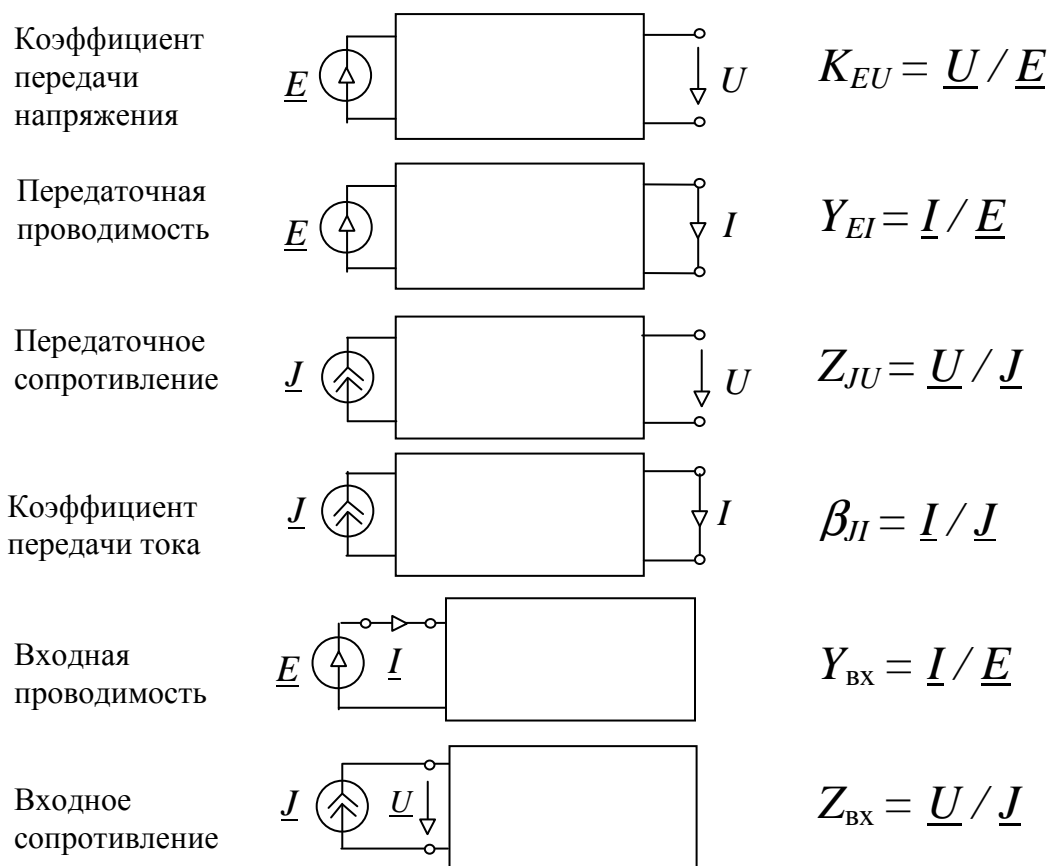 Коэффициент
передачи
напряжения
E
U
K_EU = U / E
Передаточная
проводимость
E
I
Y_EI = I / E
Передаточное
сопротивление
J
U
Z_JU = U / J
Коэффициент
передачи тока
J
I
β_JI = I / J
Входная
проводимость
E
I
Y_вх = I / E
Входное
сопротивление
J
U
Z_вх = U / J